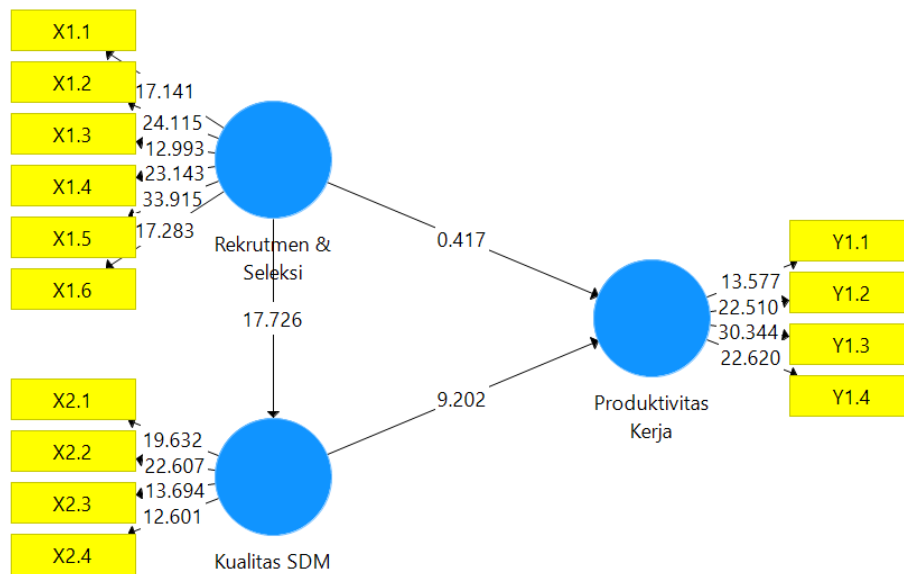 X1.1
X1.2
X1.3
X1.4
X1.5
X1.6
17.141
24.115
12.993
23.143
33.915
17.283
Rekrutmen &
Seleksi
0.417
17.726
9.202
X2.1
X2.2
X2.3
X2.4
19.632
22.607
13.694
12.601
Kualitas SDM
Produktivitas
Kerja
13.577
22.510
30.344
22.620
Y1.1
Y1.2
Y1.3
Y1.4